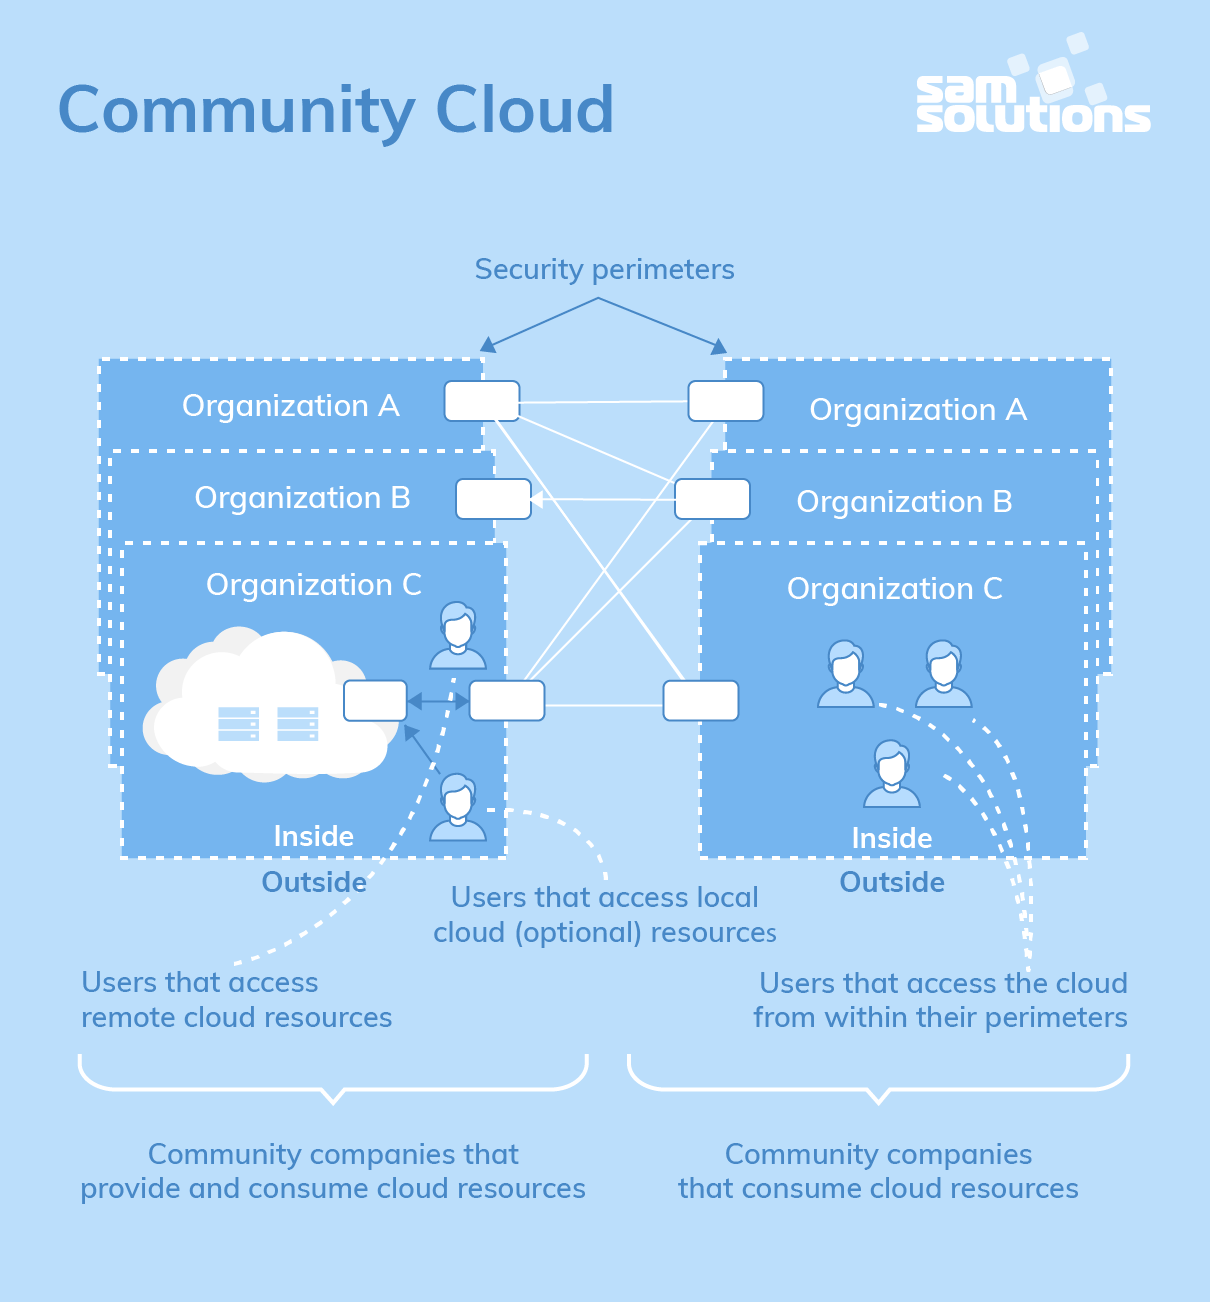 Community Cloud
sam
solutions
Security perimeters
Organization A
Organization B
Organization C
Inside
Outside
Organization A
Organization B
Organization C
Inside
Outside
Users that access local
cloud (optional) resources
Users that access
remote cloud resources
Users that access the cloud
from within their perimeters
Community companies that
provide and consume cloud resources
Community companies
that consume cloud resources